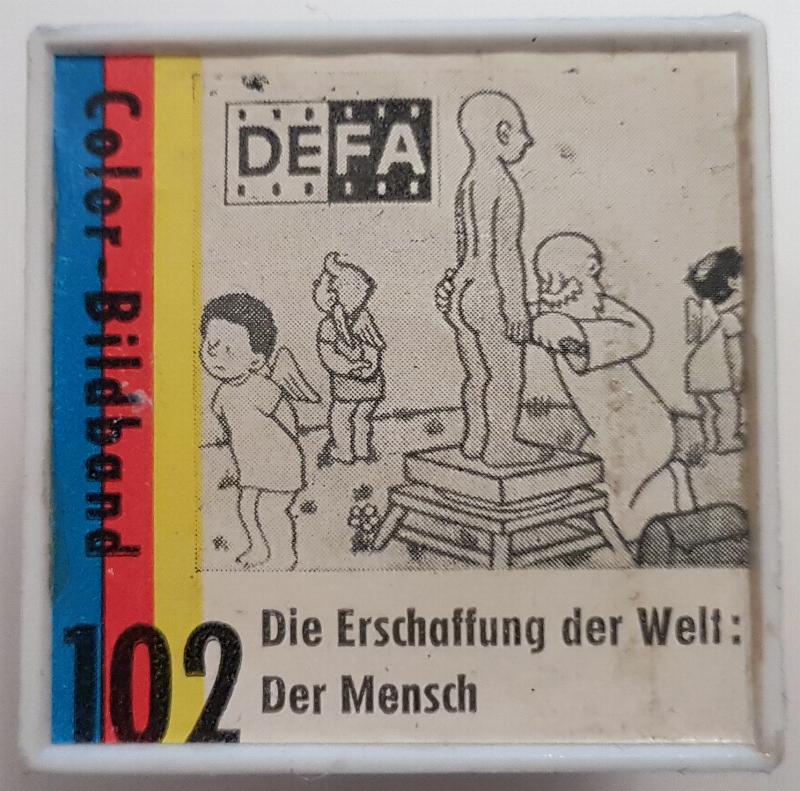 Color-Bildband
DEFA
102
Die Erschaffung der Welt:
Der Mensch